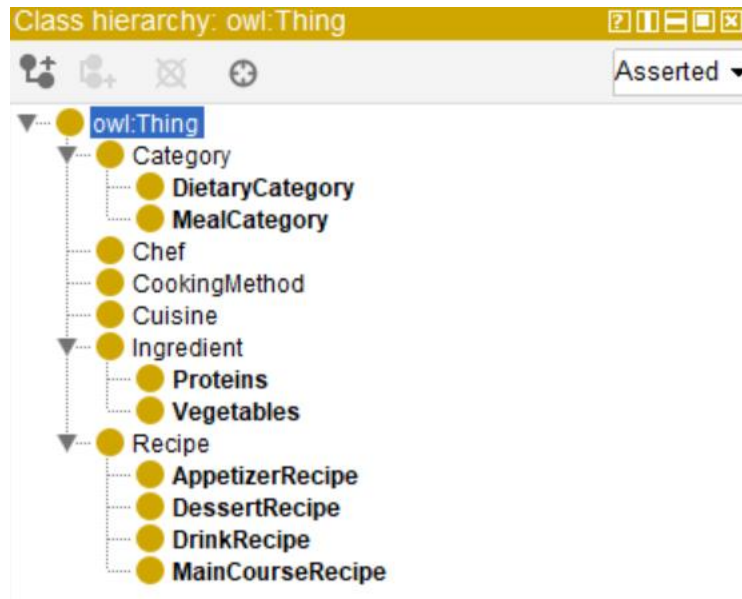 Class hierarchy: owl:Thing
Asserted
owl:Thing
Category
DietaryCategory
MealCategory
Chef
CookingMethod
Cuisine
Ingredient
Proteins
Vegetables
Recipe
AppetizerRecipe
DessertRecipe
DrinkRecipe
MainCourseRecipe